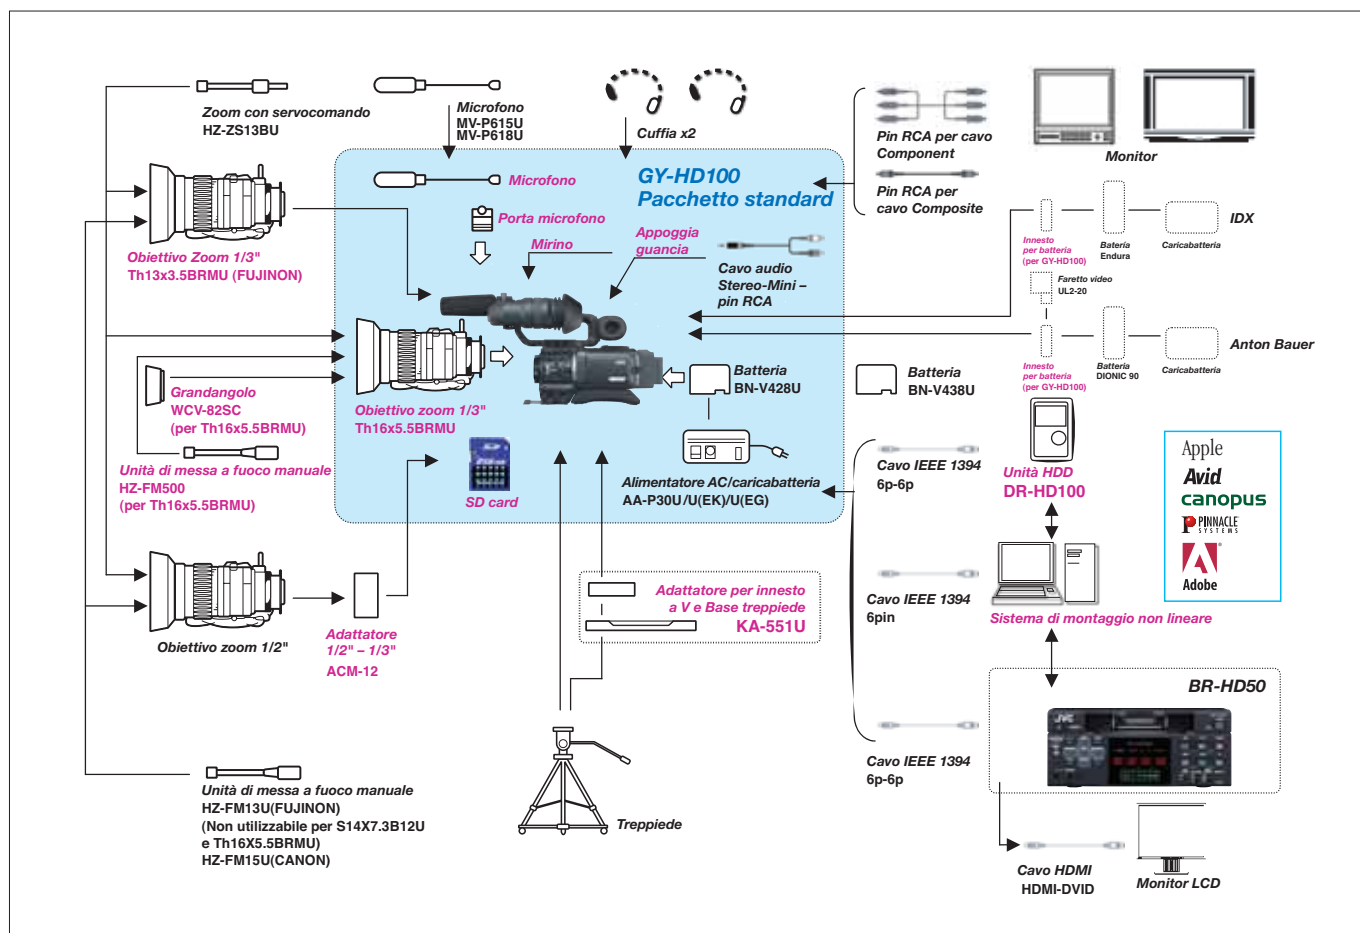 Zoom con servocomando
HZ-ZS13BU
Microfono
MV-P615U
MV-P618U
Cuffia x2
Pin RCA per cavo
Component
Pin RCA per
cavo Composite
Monitor
GY-HD100
Pacchetto standard
Microfono
Porta microfono
Mirino
Appoggia
guancia
Cavo audio
Stereo-Mini –
pin RCA
Obiettivo Zoom 1/3"
Th13x3.5BRMU (FUJINON)
Innesto
per batteria
(per GY-HD100)
Batería
Endura
Caricabatteria
IDX
Faretto video
UL2-20
Innesto
per batteria
(per GY-HD100)
Batteria
DIONIC 90
Caricabatteria
Anton Bauer
Grandangolo
WCV-82SC
(per Th16x5.5BRMU)
Obiettivo zoom 1/3"
Th16x5.5BRMU
Batteria
BN-V428U
Batteria
BN-V438U
Unità di messa a fuoco manuale
HZ-FM500
(per Th16x5.5BRMU)
SD card
Alimentatore AC/caricabatteria
AA-P30U/U(EK)/U(EG)
Cavo IEEE 1394
6p-6p
Unità HDD
DR-HD100
Apple
Avid
canopus
PINNACLE
SYSTEMS
Adobe
Obiettivo zoom 1/2"
Adattatore
1/2" – 1/3"
ACM-12
Adattatore per innesto
a V e Base treppiede
KA-551U
Cavo IEEE 1394
6pin
Sistema di montaggio non lineare
BR-HD50
JVC
Cavo IEEE 1394
6p-6p
Treppiede
Unità di messa a fuoco manuale
HZ-FM13U(FUJINON)
(Non utilizzabile per S14X7.3B12U
e Th16X5.5BRMU)
HZ-FM15U(CANON)
Cavo HDMI
HDMI-DVID
Monitor LCD